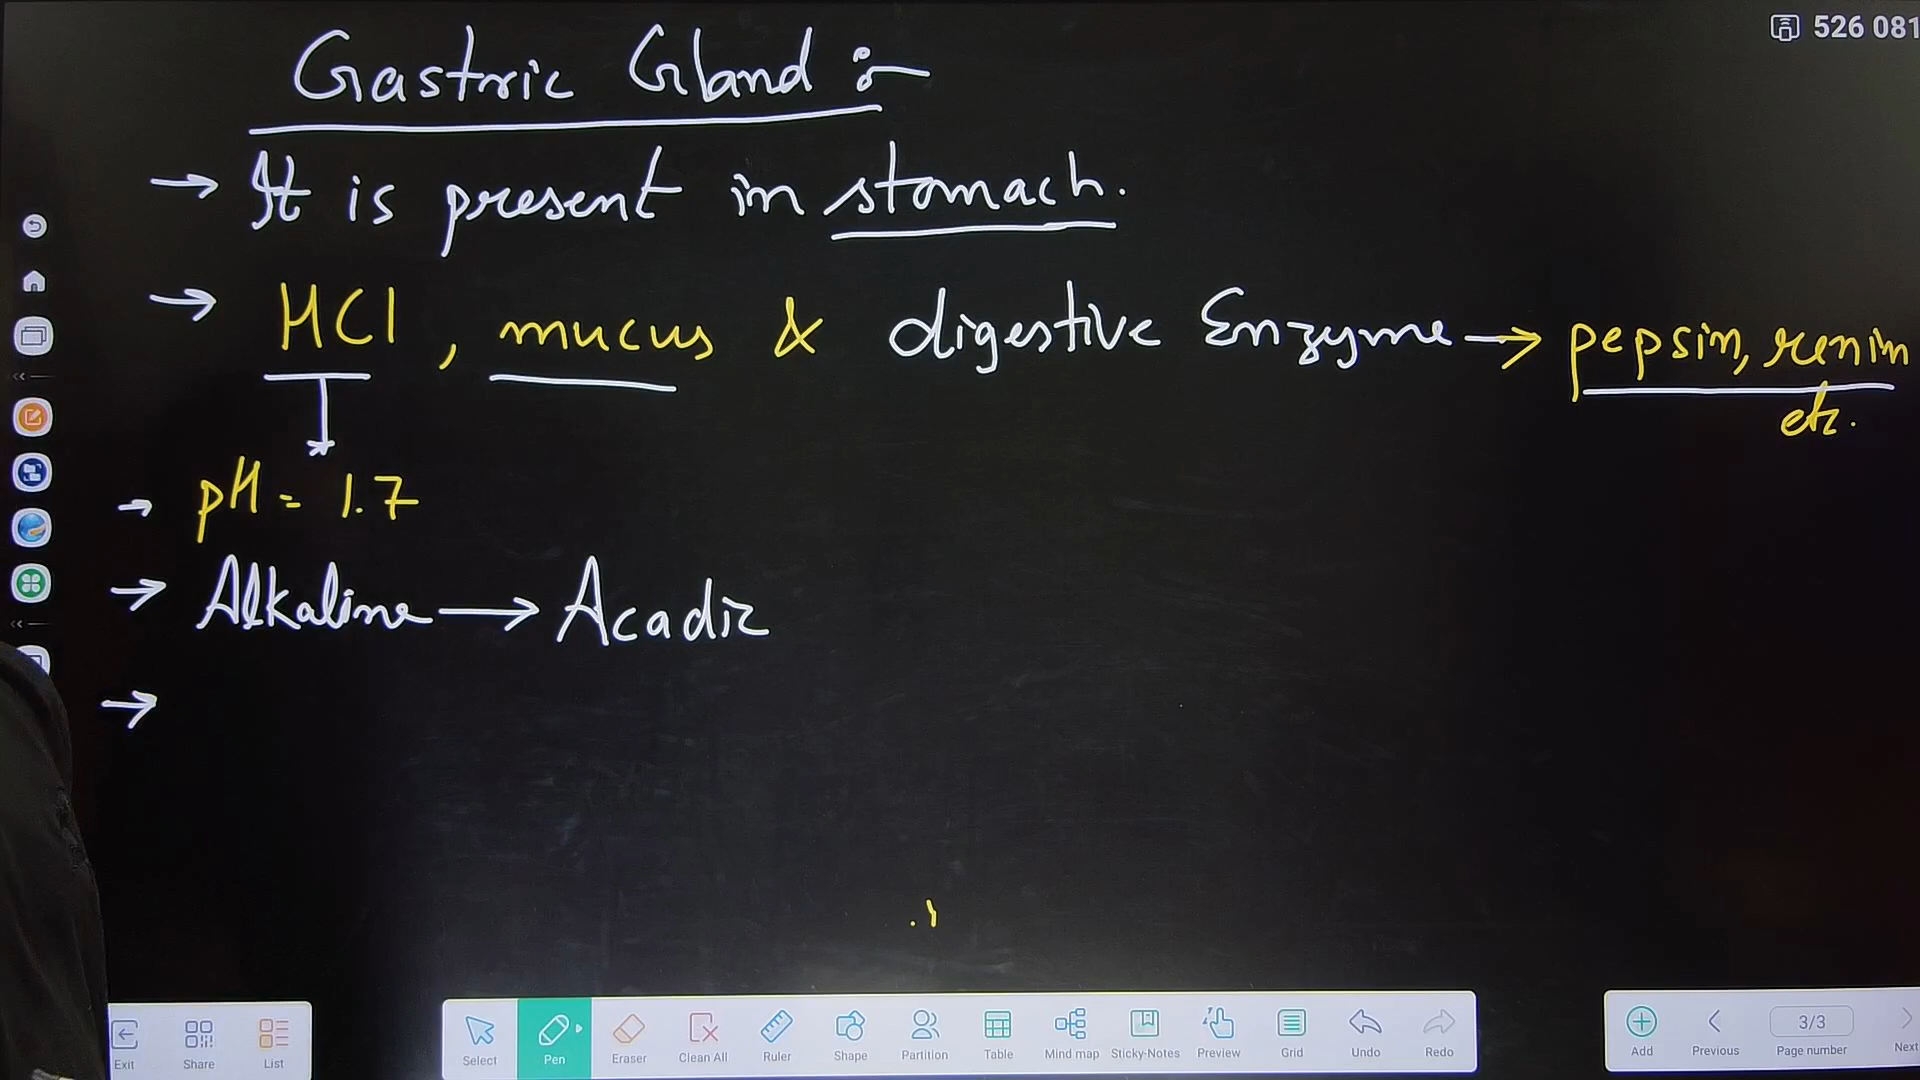 526 081
Gastric Gland :-
→ It is present in stomach.
→ HCl , mucus & digestive Enzyme → pepsin, renin
etc.
→ pH = 1.7
→ Alkaline → Acadic
→
Exit Share List Select Pen Eraser Clean All Ruler Shape Partition Table Mind map Sticky-Notes Preview Grid Undo Redo Add Previous 3/3 Page number Next